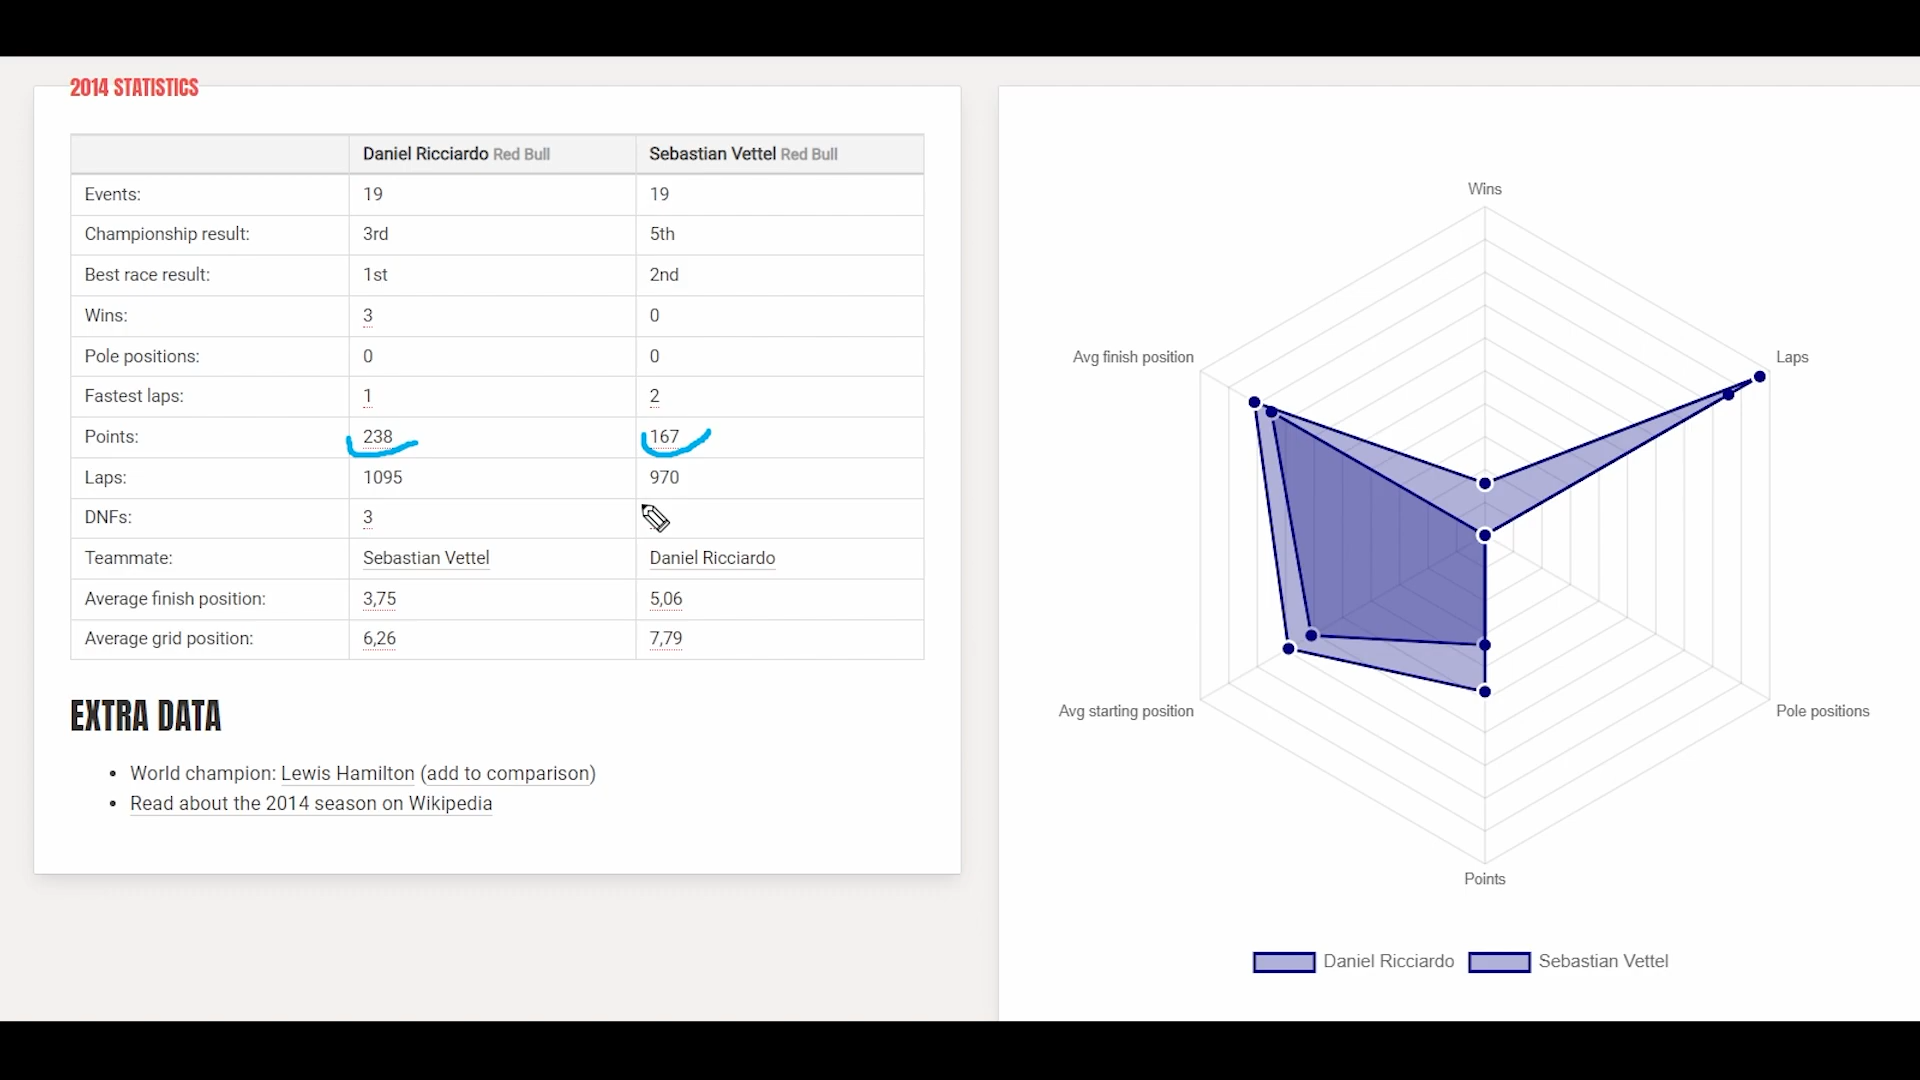 2014 STATISTICS
Daniel Ricciardo Red Bull Sebastian Vettel Red Bull
Events: 19 19
Championship result: 3rd 5th
Best race result: 1st 2nd
Wins: 3 0
Pole positions: 0 0
Fastest laps: 1 2
Points: 238 167
Laps: 1095 970
DNFs: 3
Teammate: Sebastian Vettel Daniel Ricciardo
Average finish position: 3,75 5,06
Average grid position: 6,26 7,79
EXTRA DATA
• World champion: Lewis Hamilton (add to comparison)
• Read about the 2014 season on Wikipedia
Wins
Avg finish position
Laps
Avg starting position
Pole positions
Points
Daniel Ricciardo Sebastian Vettel